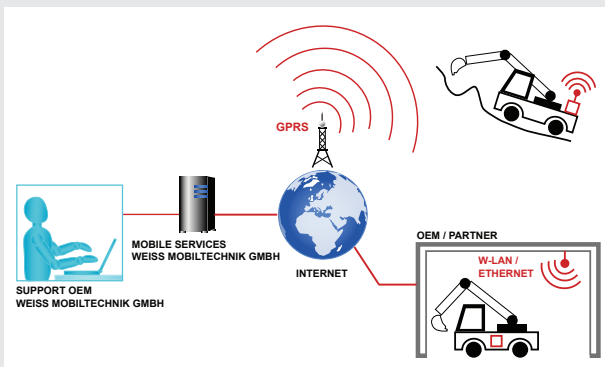 GPRS
MOBILE SERVICES
WEISS MOBILTECHNIK GMBH
SUPPORT OEM
WEISS MOBILTECHNIK GMBH
INTERNET
OEM / PARTNER
W-LAN /
ETHERNET